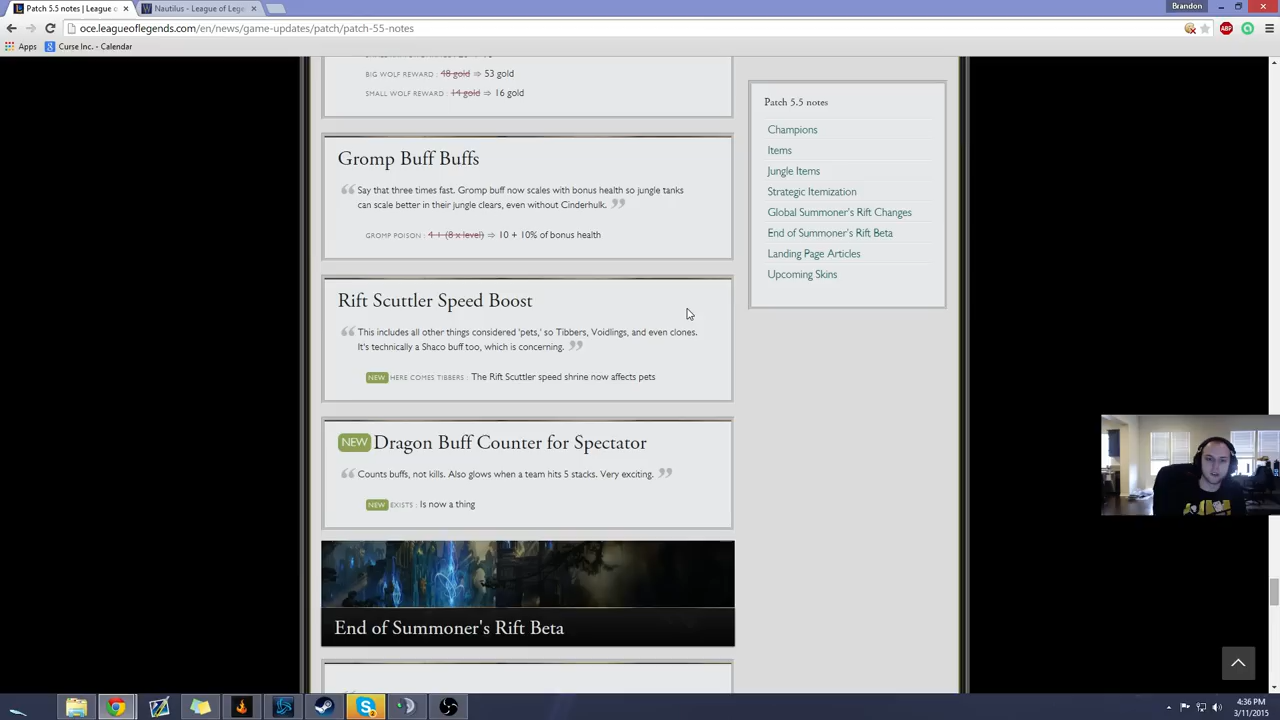 Patch 5.5 notes | League o
Nautilus - League of Lege
Brandon
oce.leagueoflegends.com/en/news/game-updates/patch/patch-55-notes
ABP
Apps
Curse Inc. - Calendar
BIG WOLF REWARD : 48 gold ⇒ 53 gold
SMALL WOLF REWARD : 14 gold ⇒ 16 gold
Gromp Buff Buffs
Say that three times fast. Gromp buff now scales with bonus health so jungle tanks
can scale better in their jungle clears, even without Cinderhulk.
GROMP POISON : 4 + (8 x level) ⇒ 10 + 10% of bonus health
Rift Scuttler Speed Boost
This includes all other things considered 'pets,' so Tibbers, Voidlings, and even clones.
It's technically a Shaco buff too, which is concerning.
NEW HERE COMES TIBBERS : The Rift Scuttler speed shrine now affects pets
NEW Dragon Buff Counter for Spectator
Counts buffs, not kills. Also glows when a team hits 5 stacks. Very exciting.
NEW EXISTS : Is now a thing
End of Summoner's Rift Beta
Patch 5.5 notes
Champions
Items
Jungle Items
Strategic Itemization
Global Summoner's Rift Changes
End of Summoner's Rift Beta
Landing Page Articles
Upcoming Skins
4:36 PM
3/11/2015